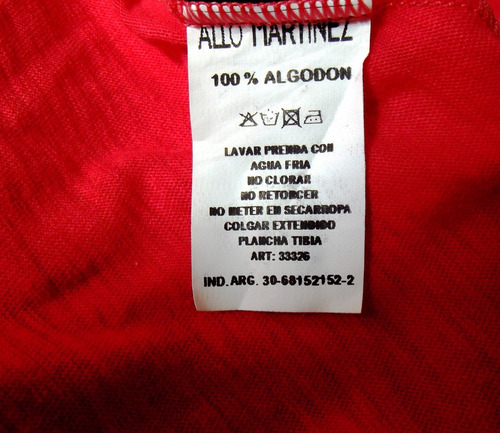 ALLO MARTINEZ
100 % ALGODON
LAVAR PRENDA CON
AGUA FRIA
NO CLORAR
NO RETORCER
NO METER EN SECARROPA
COLGAR EXTENDIDO
PLANCHA TIBIA
ART: 33326
IND. ARG. 30-68152152-2